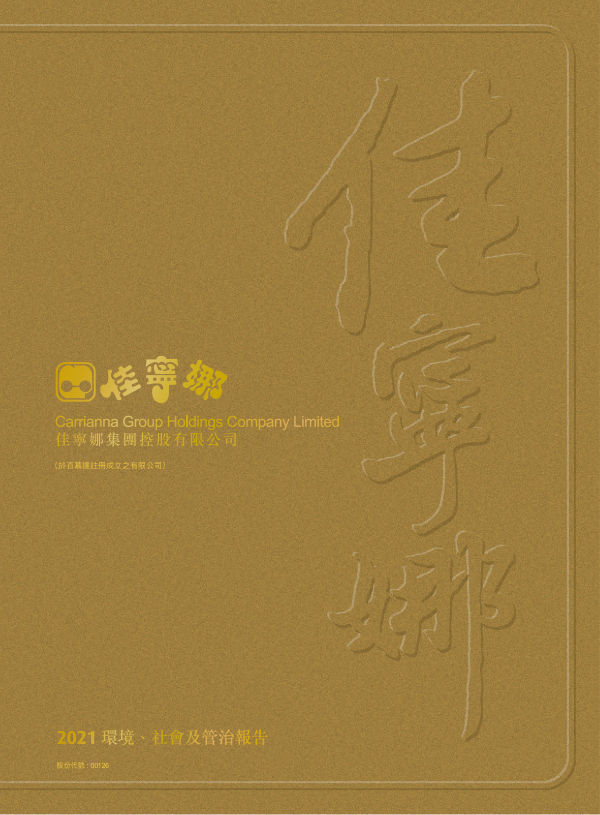 佳寧娜
佳寧娜
Carrianna Group Holdings Company Limited
佳寧娜集團控股有限公司
(於百慕達註冊成立之有限公司)
2021 環境、社會及管治報告
股份代號 : 00126